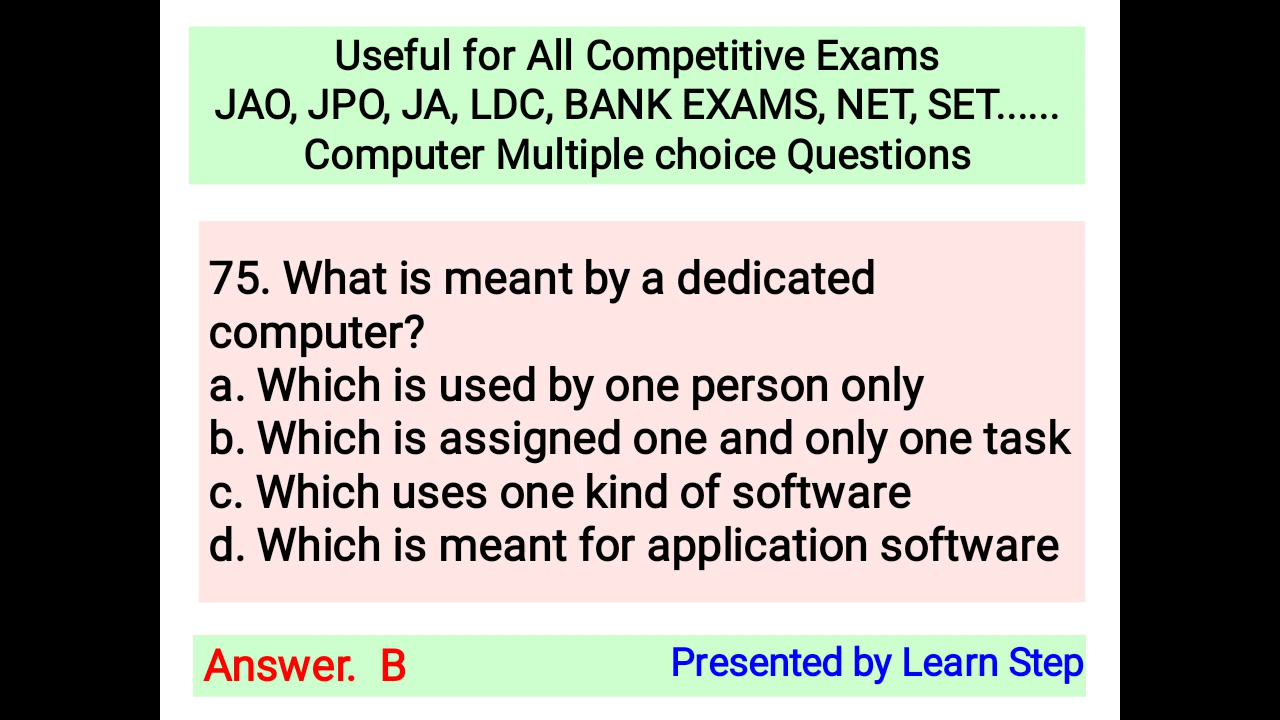 Useful for All Competitive Exams
JAO, JPO, JA, LDC, BANK EXAMS, NET, SET......
Computer Multiple choice Questions
75. What is meant by a dedicated
computer?
a. Which is used by one person only
b. Which is assigned one and only one task
c. Which uses one kind of software
d. Which is meant for application software
Answer. B
Presented by Learn Step